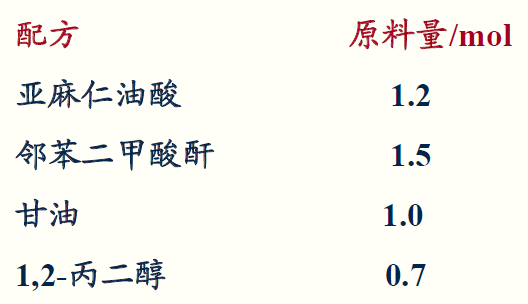 配方 原料量/mol
亚麻仁油酸 1.2
邻苯二甲酸酐 1.5
甘油 1.0
1,2-丙二醇 0.7